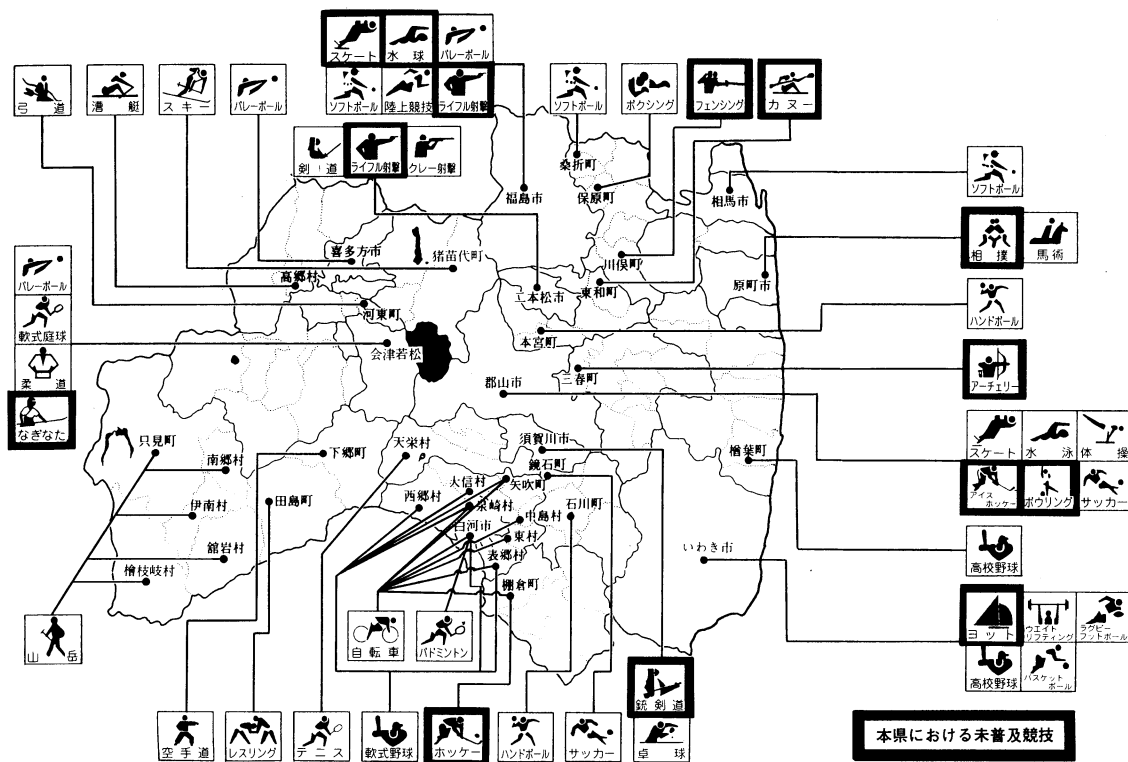 スケート
水球
バレーボール
弓道
漕艇
スキー
バレーボール
ソフトボール
陸上競技
ライフル射撃
ソフトボール
ボクシング
フェンシング
カヌー
剣道
ライフル射撃
クレー射撃
桑折町
福島市
保原町
相馬市
ソフトボール
喜多方市
猪苗代町
川俣町
相撲
馬術
バレーボール
高郷村
二本松市
東和町
原町市
河東町
ハンドボール
軟式庭球
本宮町
会津若松
柔道
三春町
アーチェリー
郡山市
なぎなた
只見町
下郷町
天栄村
須賀川市
スケート
水泳
体操
南郷村
鏡石町
楢葉町
大信村
矢吹町
アイス
ホッケー
ボウリング
サッカー
田島町
西郷村
泉崎村
石川町
伊南村
中島村
白河市
東村
いわき市
舘岩村
表郷村
高校野球
檜枝岐村
棚倉町
ヨット
ウエイト
リフティング
ラグビー
フットボール
自転車
バドミントン
山岳
高校野球
バスケット
ボール
銃剣道
空手道
レスリング
テニス
軟式野球
ホッケー
ハンドボール
サッカー
卓球
本県における未普及競技